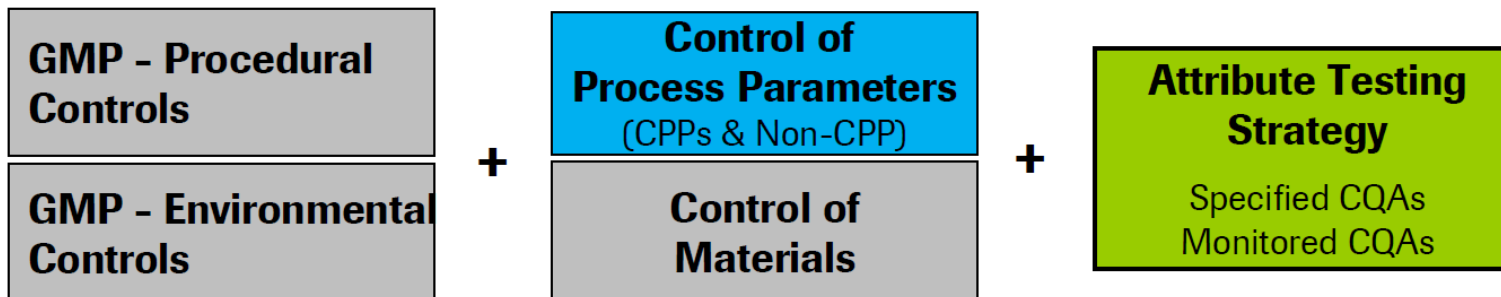 GMP - Procedural
Controls
GMP - Environmental
Controls
+
Control of
Process Parameters
(CPPs & Non-CPP)
Control of
Materials
+
Attribute Testing
Strategy
Specified CQAs
Monitored CQAs